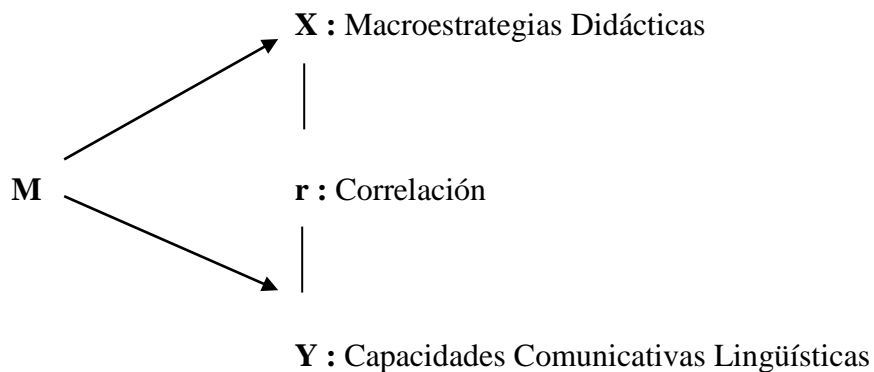 X : Macroestrategias Didácticas
M r : Correlación
Y : Capacidades Comunicativas Lingüísticas